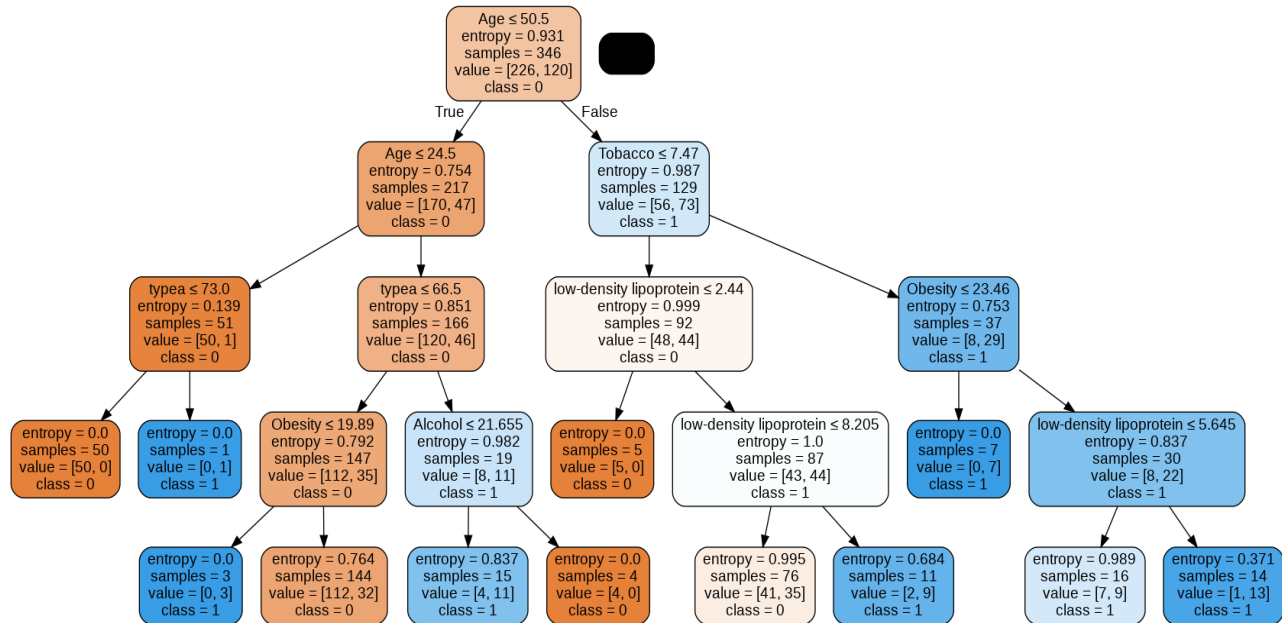 Age ≤ 50.5
entropy = 0.931
samples = 346
value = [226, 120]
class = 0
True
False
Age ≤ 24.5
entropy = 0.754
samples = 217
value = [170, 47]
class = 0
Tobacco ≤ 7.47
entropy = 0.987
samples = 129
value = [56, 73]
class = 1
typea ≤ 73.0
entropy = 0.139
samples = 51
value = [50, 1]
class = 0
typea ≤ 66.5
entropy = 0.851
samples = 166
value = [120, 46]
class = 0
low-density lipoprotein ≤ 2.44
entropy = 0.999
samples = 92
value = [48, 44]
class = 0
Obesity ≤ 23.46
entropy = 0.753
samples = 37
value = [8, 29]
class = 1
entropy = 0.0
samples = 50
value = [50, 0]
class = 0
entropy = 0.0
samples = 1
value = [0, 1]
class = 1
Obesity ≤ 19.89
entropy = 0.792
samples = 147
value = [112, 35]
class = 0
Alcohol ≤ 21.655
entropy = 0.982
samples = 19
value = [8, 11]
class = 1
entropy = 0.0
samples = 5
value = [5, 0]
class = 0
low-density lipoprotein ≤ 8.205
entropy = 1.0
samples = 87
value = [43, 44]
class = 1
entropy = 0.0
samples = 7
value = [0, 7]
class = 1
low-density lipoprotein ≤ 5.645
entropy = 0.837
samples = 30
value = [8, 22]
class = 1
entropy = 0.0
samples = 3
value = [0, 3]
class = 1
entropy = 0.764
samples = 144
value = [112, 32]
class = 0
entropy = 0.837
samples = 15
value = [4, 11]
class = 1
entropy = 0.0
samples = 4
value = [4, 0]
class = 0
entropy = 0.995
samples = 76
value = [41, 35]
class = 0
entropy = 0.684
samples = 11
value = [2, 9]
class = 1
entropy = 0.989
samples = 16
value = [7, 9]
class = 1
entropy = 0.371
samples = 14
value = [1, 13]
class = 1